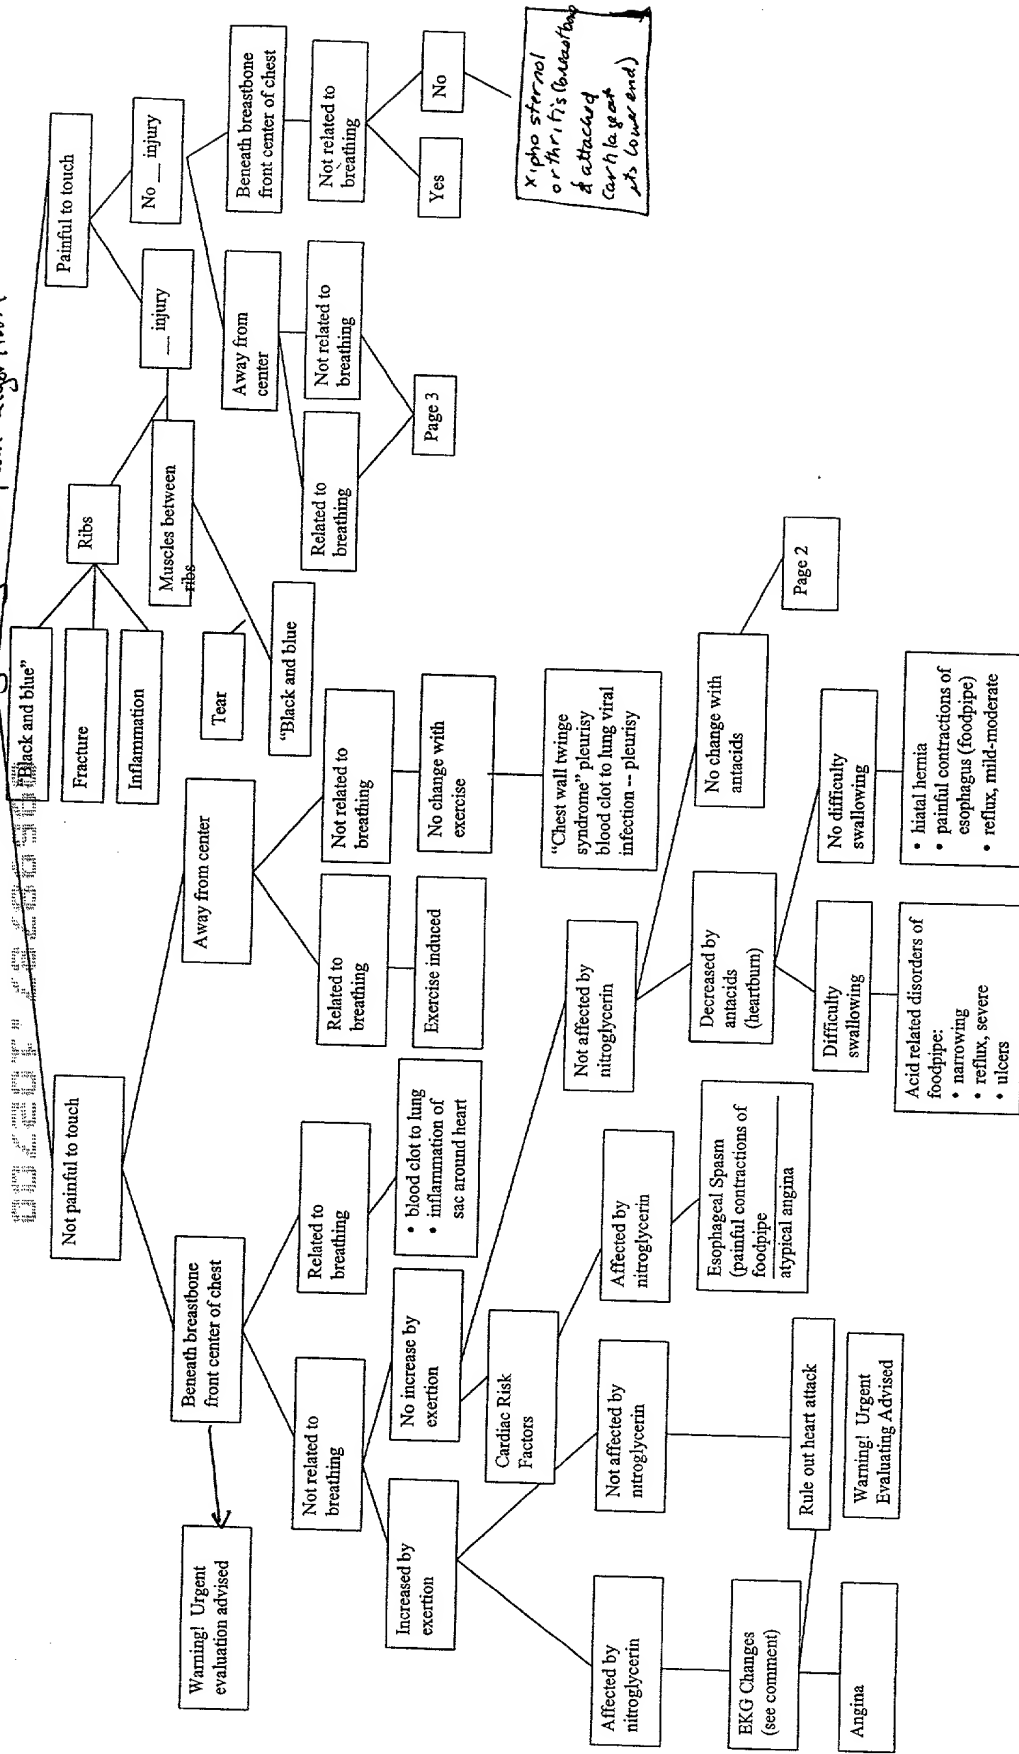 pain algorithm
Painful to touch
No __ injury
__ injury
Beneath breastbone
front center of chest
Not related to
breathing
Yes
No
Xipho sternal
arthritis (breastbone
& attached
its lower end)
Away from
center
Related to
breathing
Not related to
breathing
Page 3
Ribs
Muscles between
ribs
"Black and blue"
Fracture
Inflammation
Tear
"Black and blue
Not painful to touch
Away from center
Related to
breathing
Exercise induced
Not related to
breathing
No change with
exercise
"Chest wall twinge
syndrome" pleurisy
blood clot to lung viral
infection -- pleurisy
Beneath breastbone
front center of chest
Warning! Urgent
evaluation advised
Related to
breathing
• blood clot to lung
• inflammation of
sac around heart
Not related to
breathing
Increased by
exertion
No increase by
exertion
Cardiac Risk
Factors
Affected by
nitroglycerin
EKG Changes
(see comment)
Angina
Not affected by
nitroglycerin
Rule out heart attack
Warning! Urgent
Evaluating Advised
Affected by
nitroglycerin
Esophageal Spasm
(painful contractions of
foodpipe
atypical angina
Not affected by
nitroglycerin
Decreased by
antacids
(heartburn)
No change with
antacids
Page 2
Difficulty
swallowing
Acid related disorders of
foodpipe:
• narrowing
• reflux, severe
• ulcers
No difficulty
swallowing
• hiatal hernia
• painful contractions of
esophagus (foodpipe)
• reflux, mild-moderate